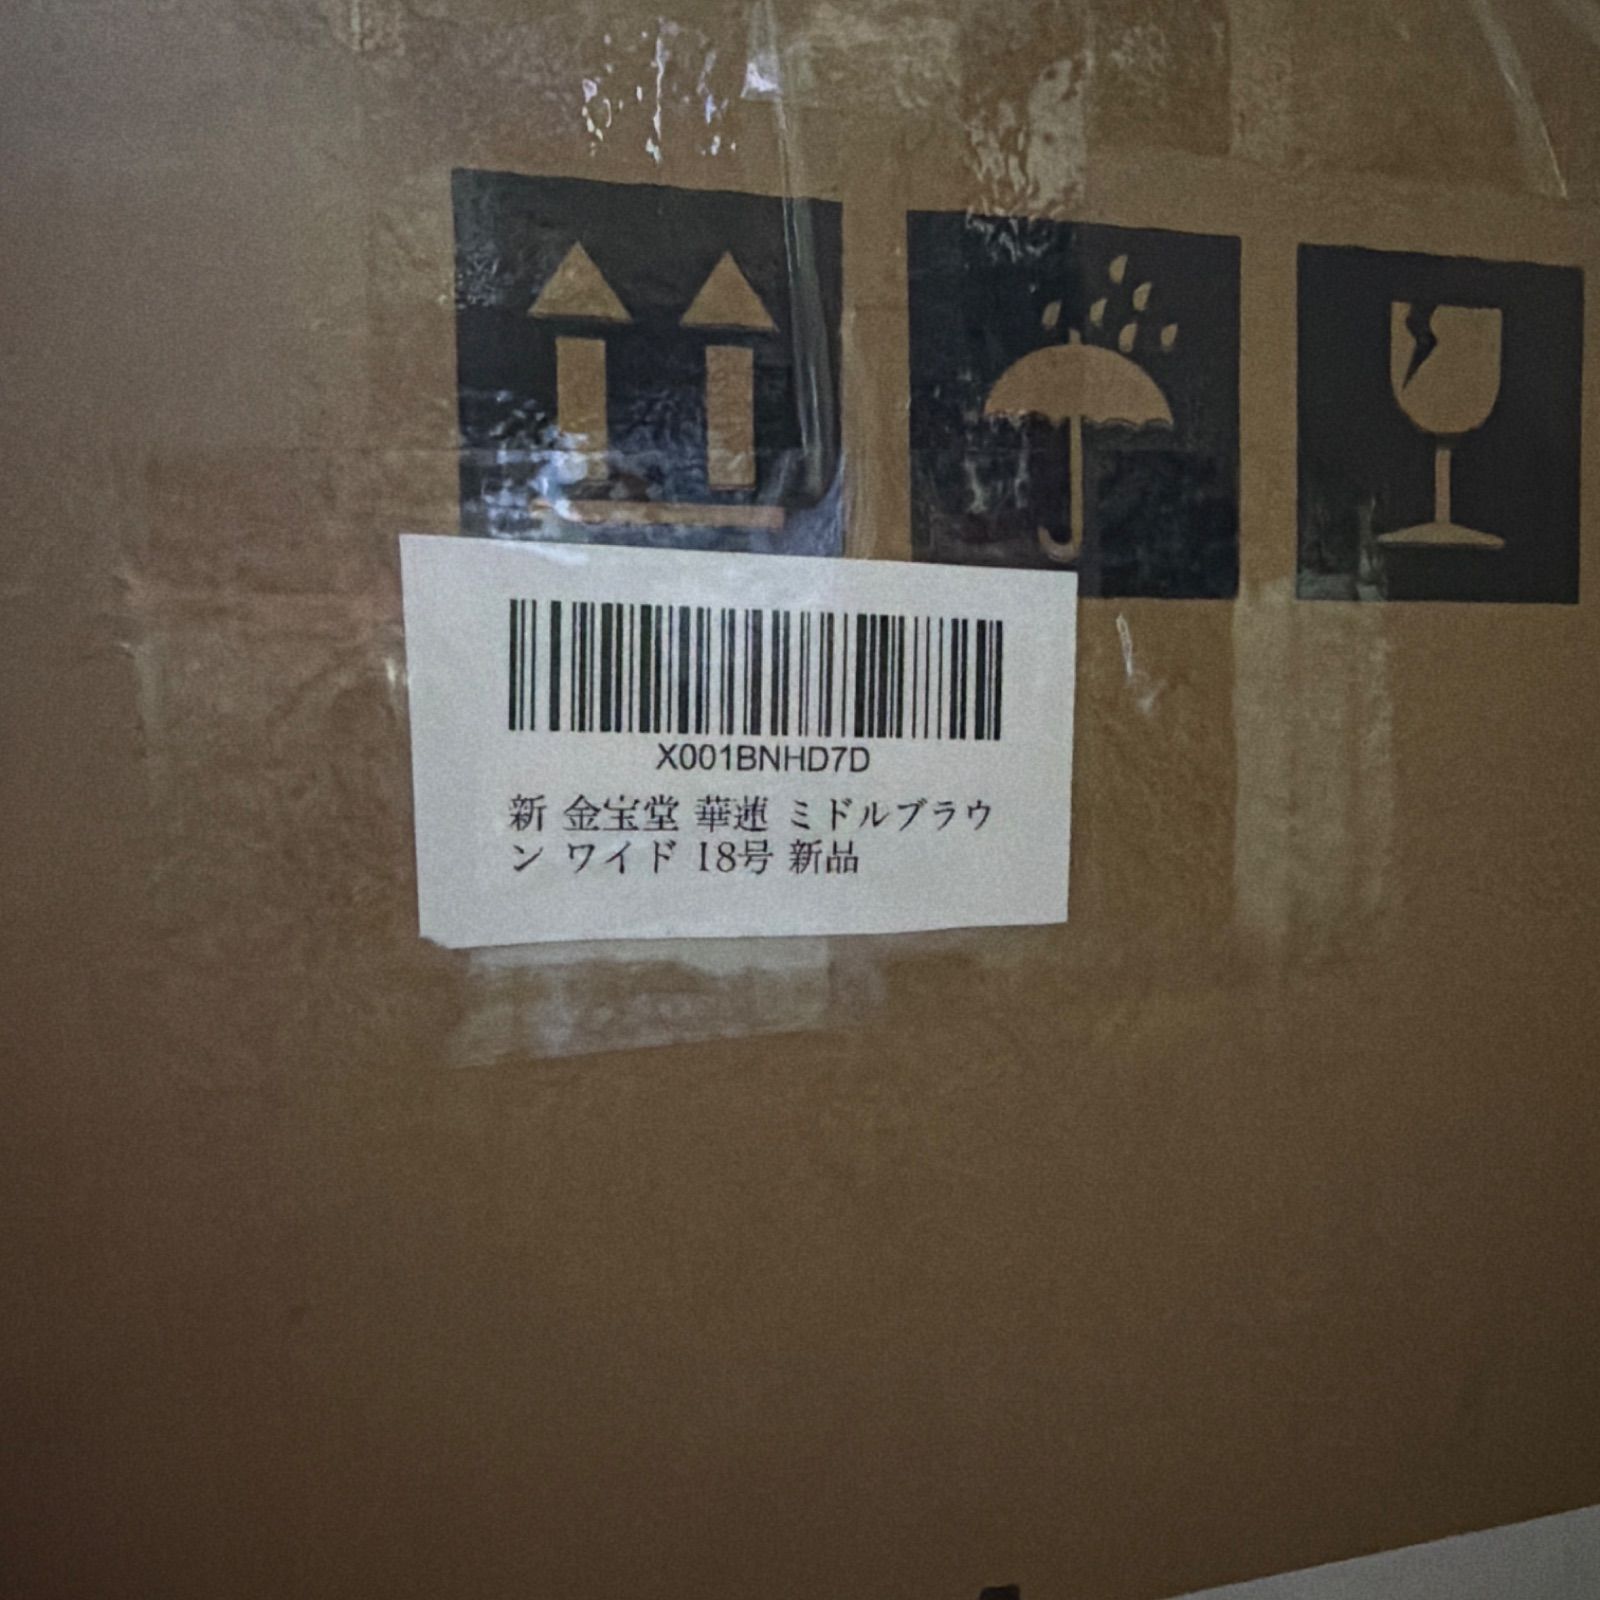 X001BNHD7D
新 金宝堂 華蓮 ミドルブラウ
ン ワイド 18号 新品